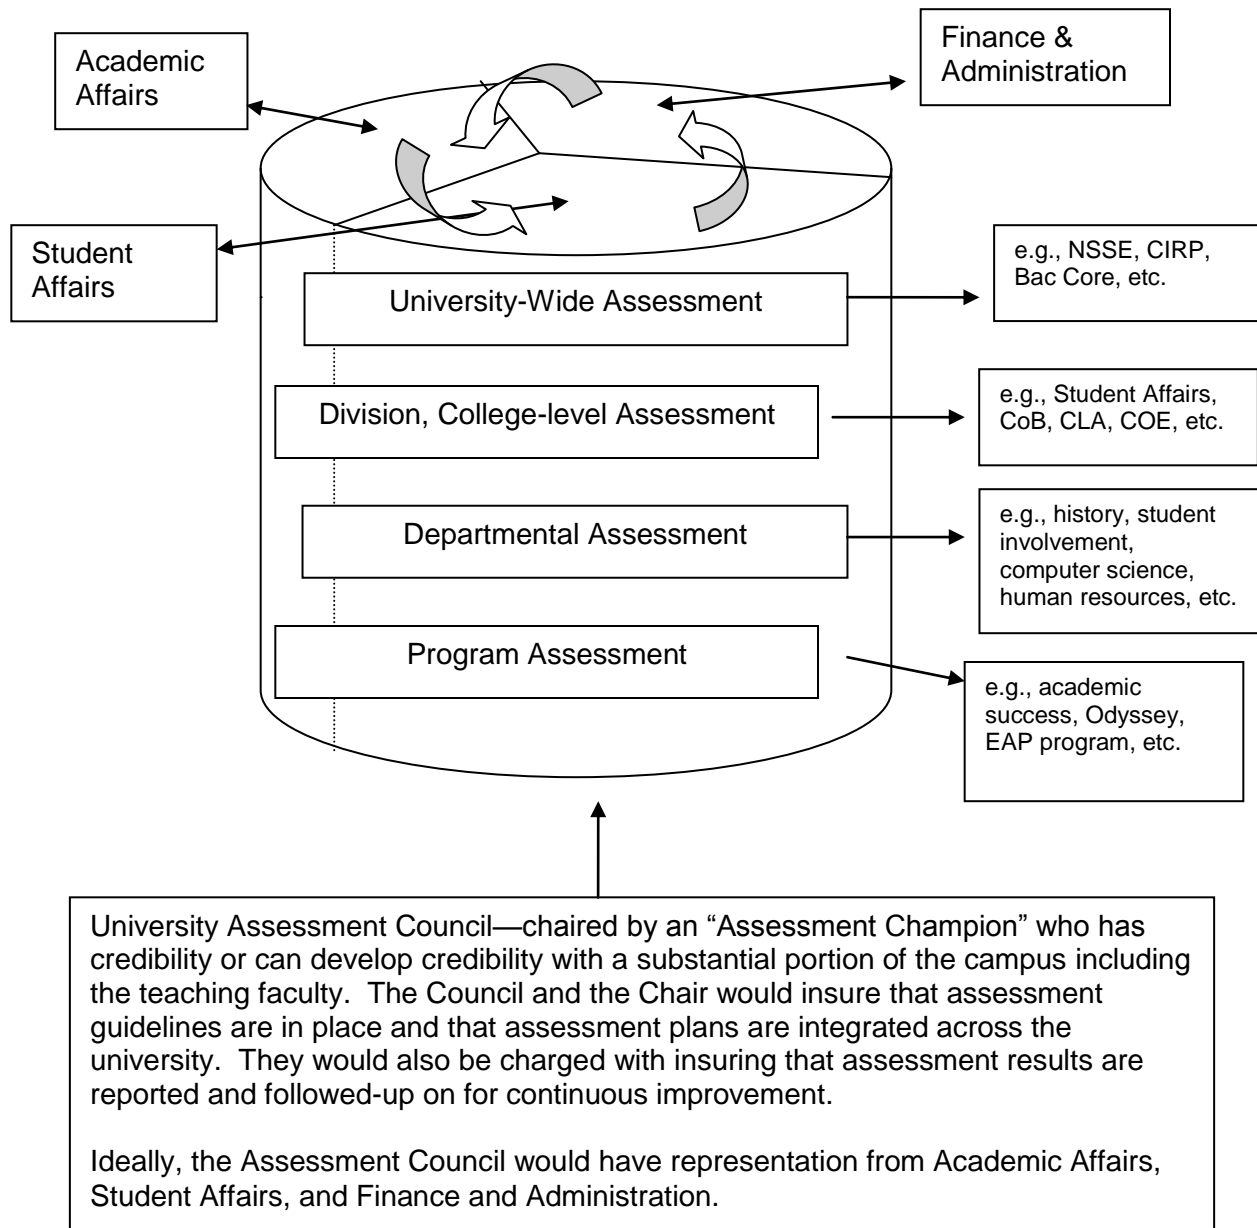 Academic
Affairs
Finance &
Administration
Student
Affairs
University-Wide Assessment
e.g., NSSE, CIRP,
Bac Core, etc.
Division, College-level Assessment
e.g., Student Affairs,
CoB, CLA, COE, etc.
Departmental Assessment
e.g., history, student
involvement,
computer science,
human resources, etc.
Program Assessment
e.g., academic
success, Odyssey,
EAP program, etc.
University Assessment Council—chaired by an “Assessment Champion” who has
credibility or can develop credibility with a substantial portion of the campus including
the teaching faculty.  The Council and the Chair would insure that assessment
guidelines are in place and that assessment plans are integrated across the
university.  They would also be charged with insuring that assessment results are
reported and followed-up on for continuous improvement.
Ideally, the Assessment Council would have representation from Academic Affairs,
Student Affairs, and Finance and Administration.